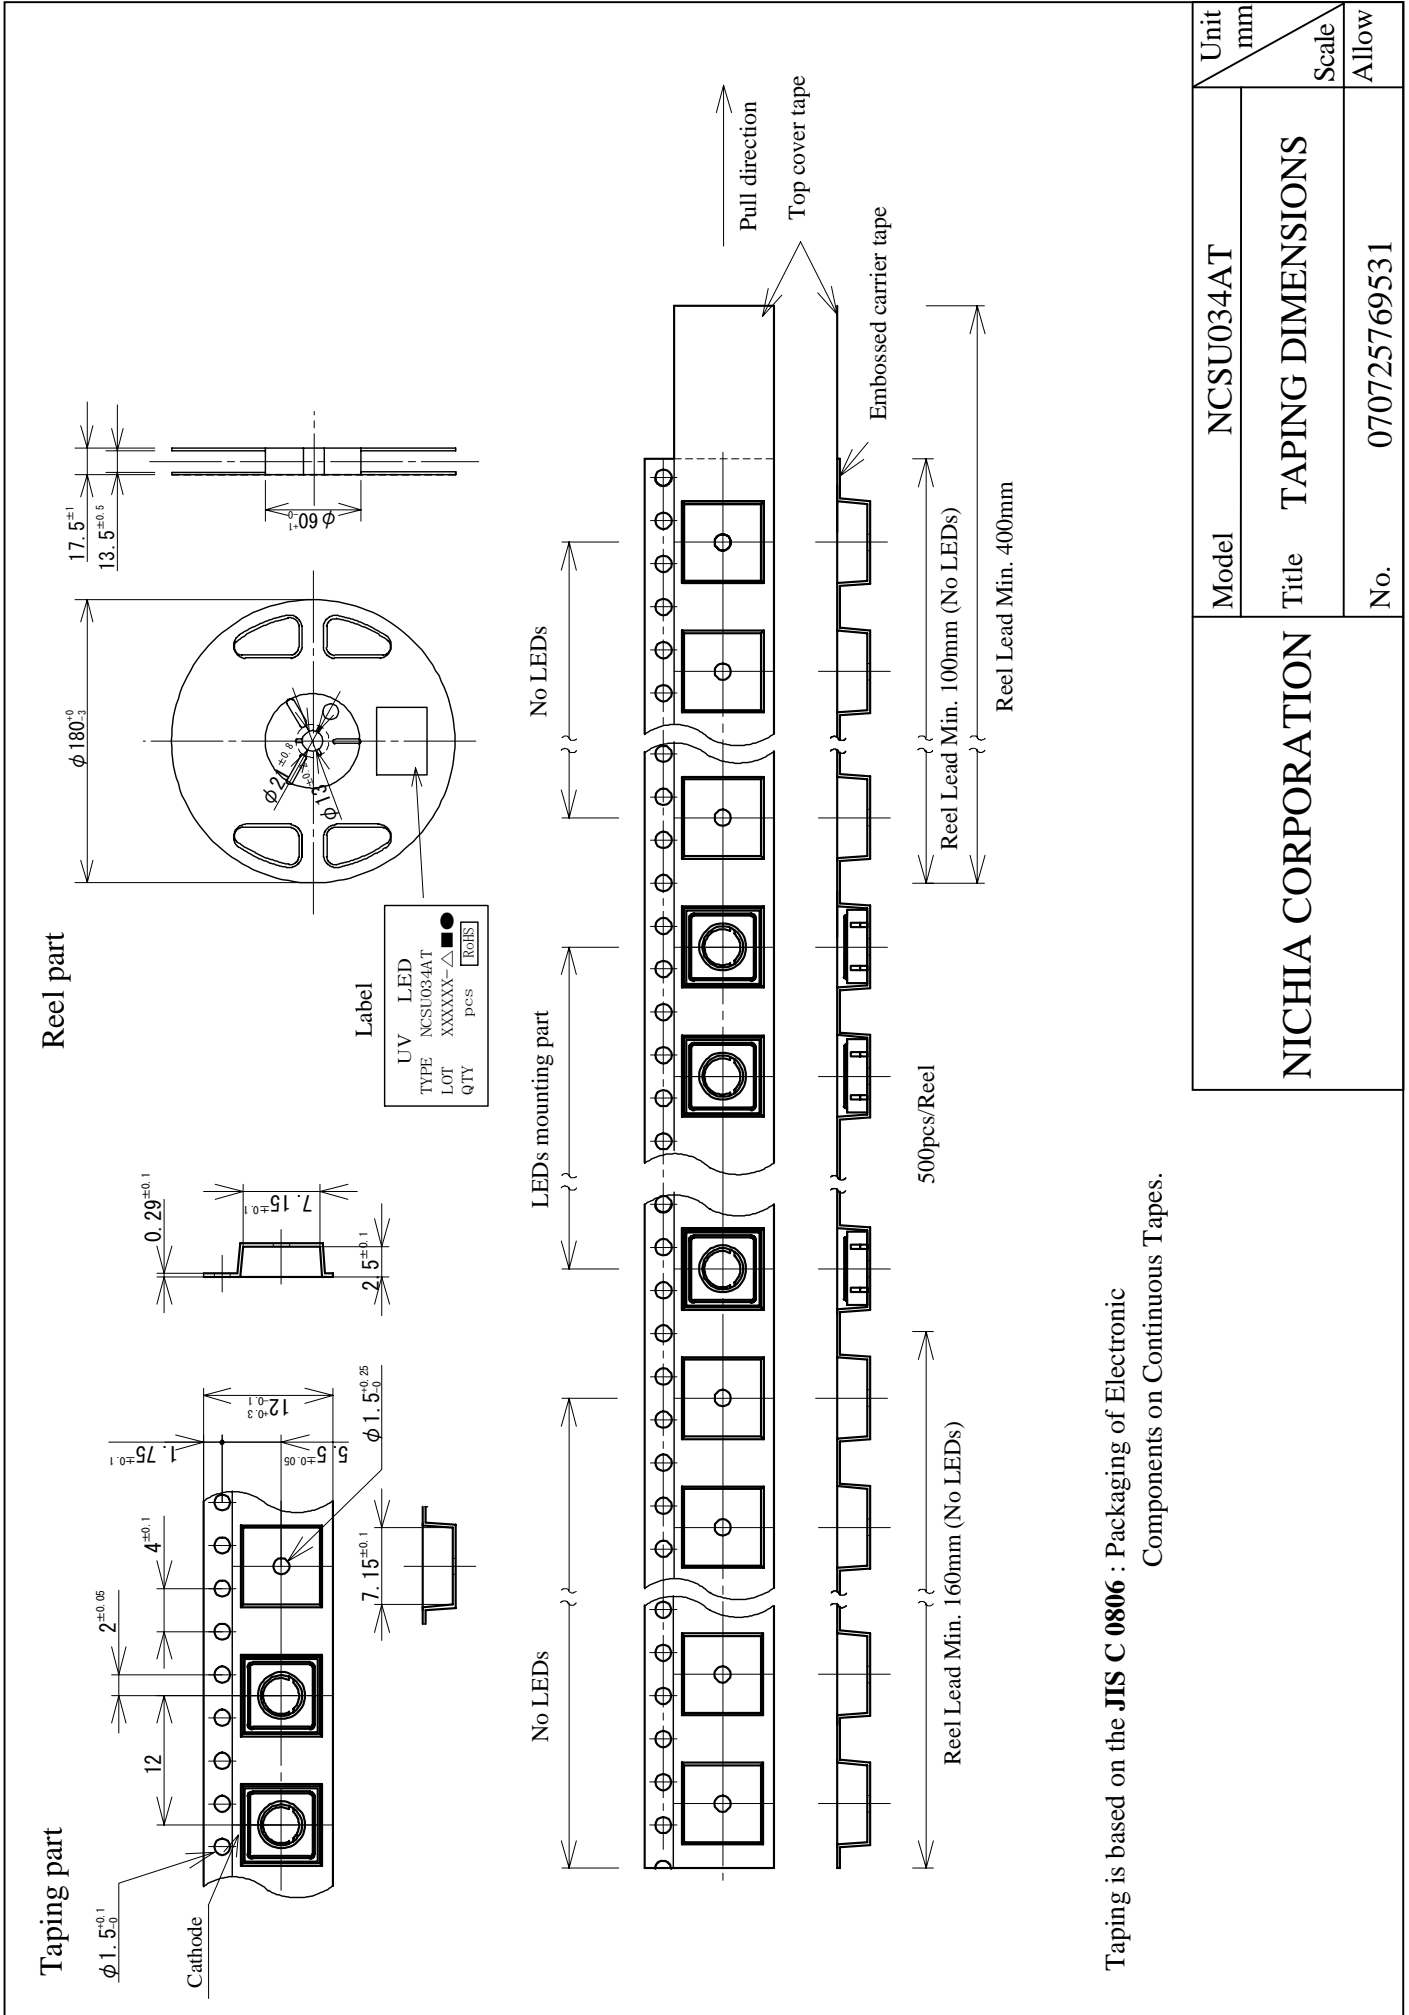 Taping part
φ1.5+0.1-0
Cathode
12
2±0.05
4±0.1
1.75±0.1
5.5±0.05
12+0.3-0.1
φ1.5+0.25-0
7.15±0.1
0.29±0.1
7.15±0.1
2.5±0.1
Reel part
φ180+0-3
φ21±0.8
17.5±1
13.5±0.5
φ60+1-0
Label
UV LED
TYPE NCSU034AT
LOT XXXXXX-△■●
QTY pcs RoHS
No LEDs
LEDs mounting part
No LEDs
Pull direction
Top cover tape
Embossed carrier tape
Reel Lead Min. 160mm (No LEDs)
500pcs/Reel
Reel Lead Min. 100mm (No LEDs)
Reel Lead Min. 400mm
Taping is based on the JIS C 0806 : Packaging of Electronic
Components on Continuous Tapes.
NICHIA CORPORATION
Model NCSU034AT
Title TAPING DIMENSIONS
No. 070725769531
Unit
mm
Scale
Allow